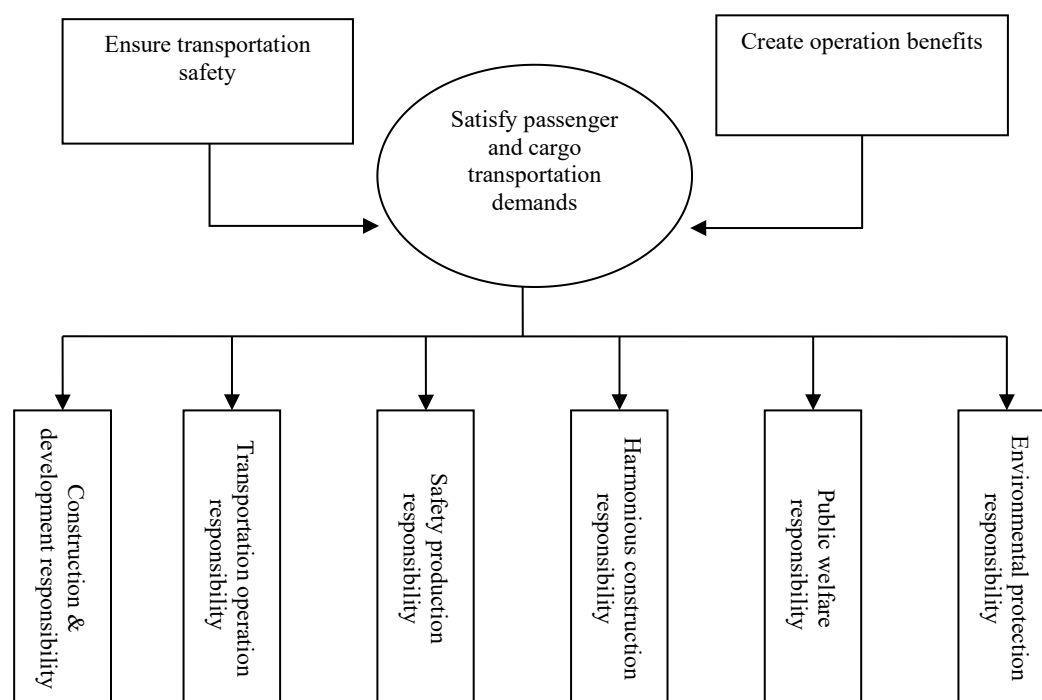 Ensure transportation
safety
Create operation benefits
Satisfy passenger
and cargo
transportation
demands
Construction &
development responsibility
Transportation operation
responsibility
Safety production
responsibility
Harmonious construction
responsibility
Public welfare
responsibility
Environmental protection
responsibility